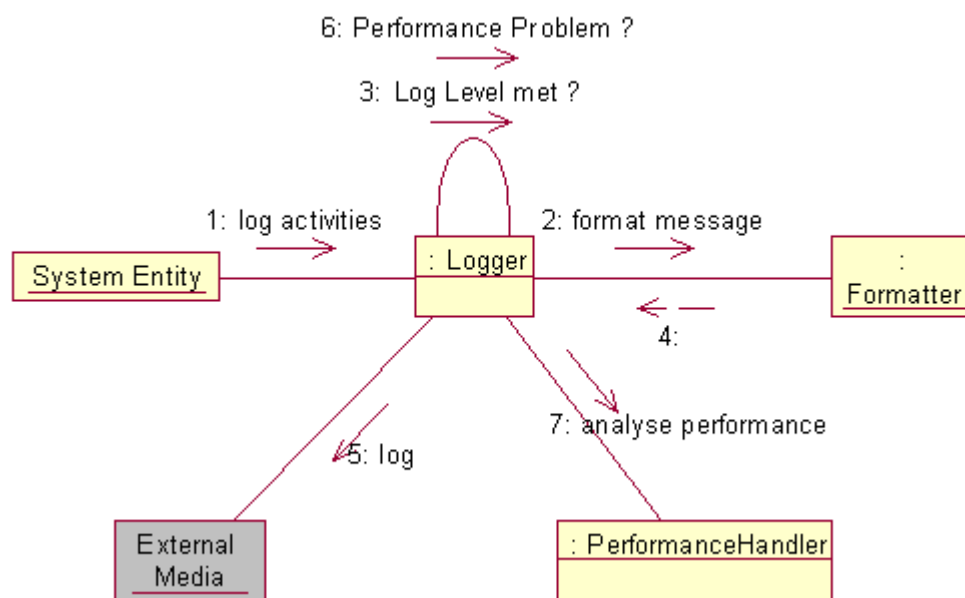 6: Performance Problem ?
3: Log Level met ?
1: log activities
2: format message
: Logger
System Entity
:
Formatter
4:
7: analyse performance
5: log
External
Media
: PerformanceHandler